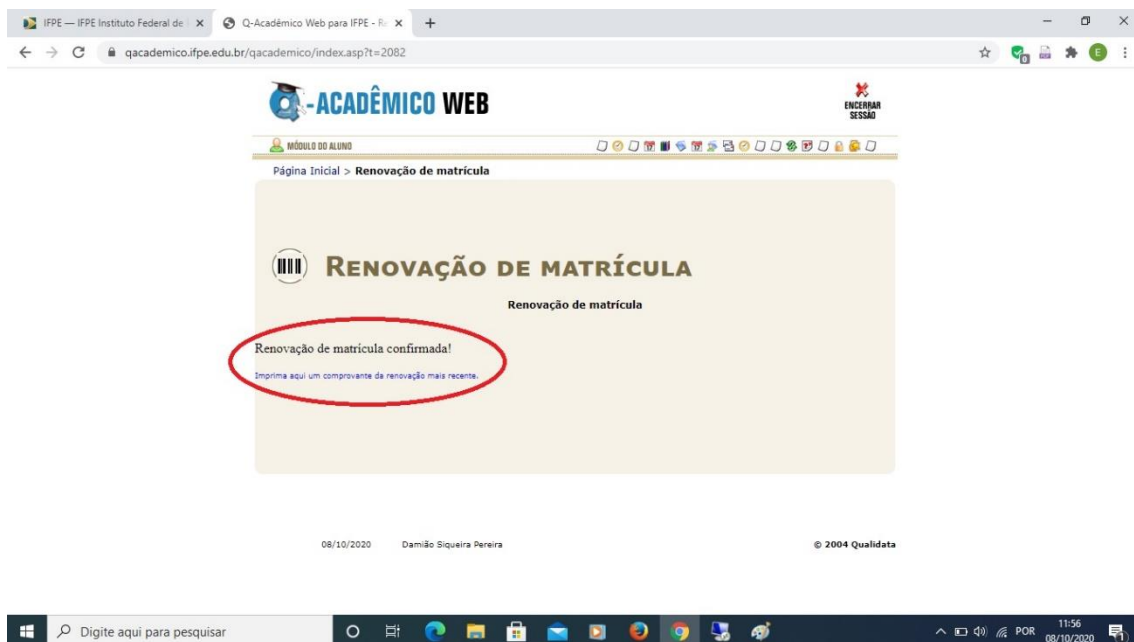 IFPE — IFPE Instituto Federal de
Q-Acadêmico Web para IFPE - Re
qacademico.ifpe.edu.br/qacademico/index.asp?t=2082
E
Q-ACADÊMICO WEB
ENCERRAR
SESSÃO
MÓDULO DO ALUNO
Página Inicial > Renovação de matrícula
RENOVAÇÃO DE MATRÍCULA
Renovação de matrícula
Renovação de matricula confirmada!
Imprima aqui um comprovante da renovação mais recente.
08/10/2020 Damião Siqueira Pereira © 2004 Qualidata
Digite aqui para pesquisar
POR
11:56
08/10/2020